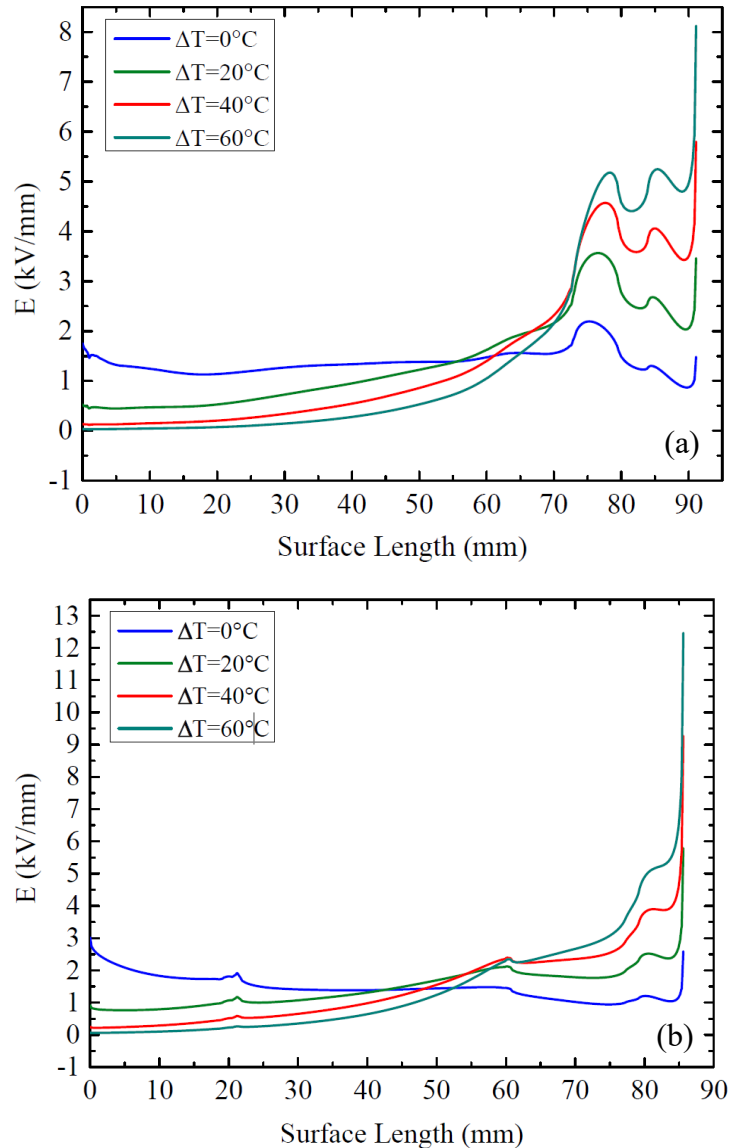 8
7
6
5
4
3
2
1
0
-1
E (kV/mm)
ΔT=0°C
ΔT=20°C
ΔT=40°C
ΔT=60°C
(a)
0 10 20 30 40 50 60 70 80 90
Surface Length (mm)
13
12
11
10
9
8
7
6
5
4
3
2
1
0
-1
E (kV/mm)
ΔT=0°C
ΔT=20°C
ΔT=40°C
ΔT=60°C
(b)
0 10 20 30 40 50 60 70 80 90
Surface Length (mm)